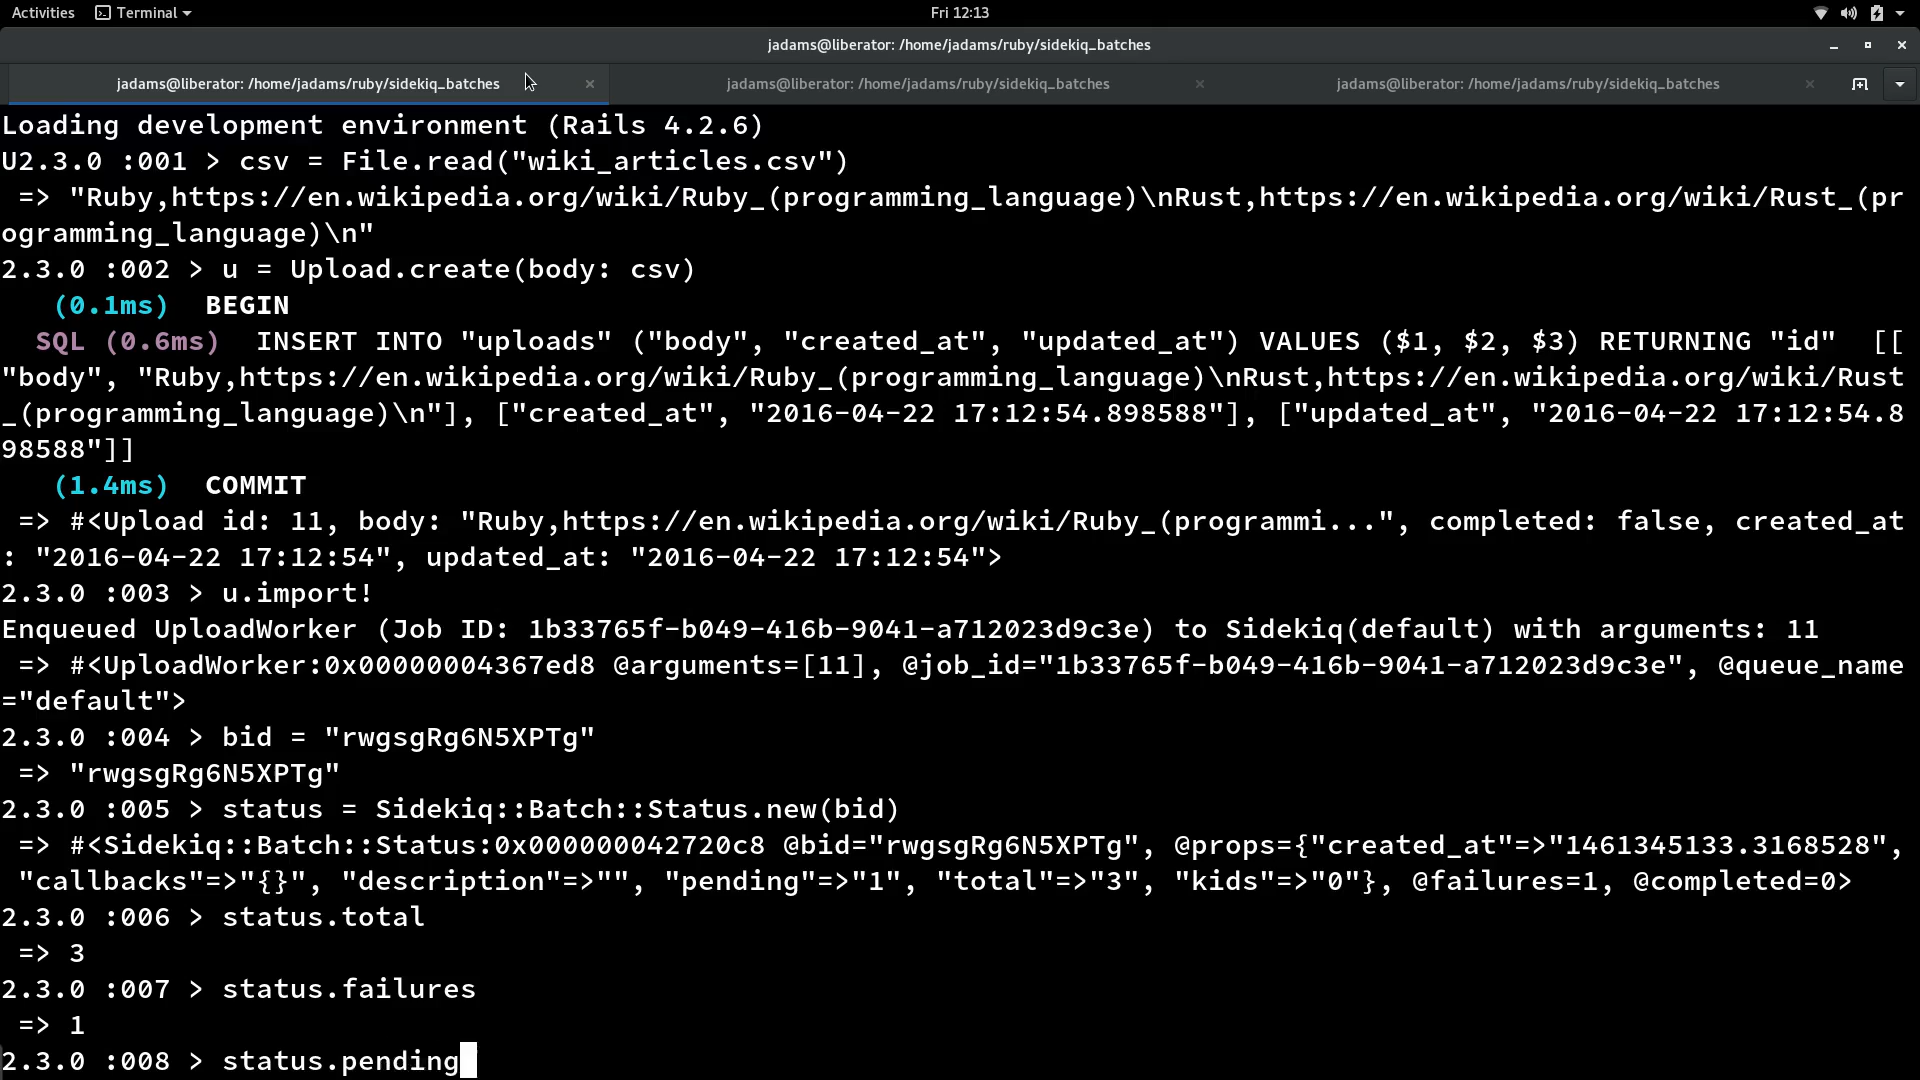 Activities Terminal Fri 12:13
jadams@liberator: /home/jadams/ruby/sidekiq_batches
jadams@liberator: /home/jadams/ruby/sidekiq_batches jadams@liberator: /home/jadams/ruby/sidekiq_batches jadams@liberator: /home/jadams/ruby/sidekiq_batches
Loading development environment (Rails 4.2.6)
U2.3.0 :001 > csv = File.read("wiki_articles.csv")
 => "Ruby,https://en.wikipedia.org/wiki/Ruby_(programming_language)\nRust,https://en.wikipedia.org/wiki/Rust_(pr
ogramming_language)\n"
2.3.0 :002 > u = Upload.create(body: csv)
   (0.1ms)  BEGIN
  SQL (0.6ms)  INSERT INTO "uploads" ("body", "created_at", "updated_at") VALUES ($1, $2, $3) RETURNING "id"  [[
"body", "Ruby,https://en.wikipedia.org/wiki/Ruby_(programming_language)\nRust,https://en.wikipedia.org/wiki/Rust
_(programming_language)\n"], ["created_at", "2016-04-22 17:12:54.898588"], ["updated_at", "2016-04-22 17:12:54.8
98588"]]
   (1.4ms)  COMMIT
 => #<Upload id: 11, body: "Ruby,https://en.wikipedia.org/wiki/Ruby_(programmi...", completed: false, created_at
: "2016-04-22 17:12:54", updated_at: "2016-04-22 17:12:54">
2.3.0 :003 > u.import!
Enqueued UploadWorker (Job ID: 1b33765f-b049-416b-9041-a712023d9c3e) to Sidekiq(default) with arguments: 11
 => #<UploadWorker:0x00000004367ed8 @arguments=[11], @job_id="1b33765f-b049-416b-9041-a712023d9c3e", @queue_name
="default">
2.3.0 :004 > bid = "rwgsgRg6N5XPTg"
 => "rwgsgRg6N5XPTg"
2.3.0 :005 > status = Sidekiq::Batch::Status.new(bid)
 => #<Sidekiq::Batch::Status:0x000000042720c8 @bid="rwgsgRg6N5XPTg", @props={"created_at"=>"1461345133.3168528",
 "callbacks"=>"{}", "description"=>"", "pending"=>"1", "total"=>"3", "kids"=>"0"}, @failures=1, @completed=0>
2.3.0 :006 > status.total
 => 3
2.3.0 :007 > status.failures
 => 1
2.3.0 :008 > status.pending